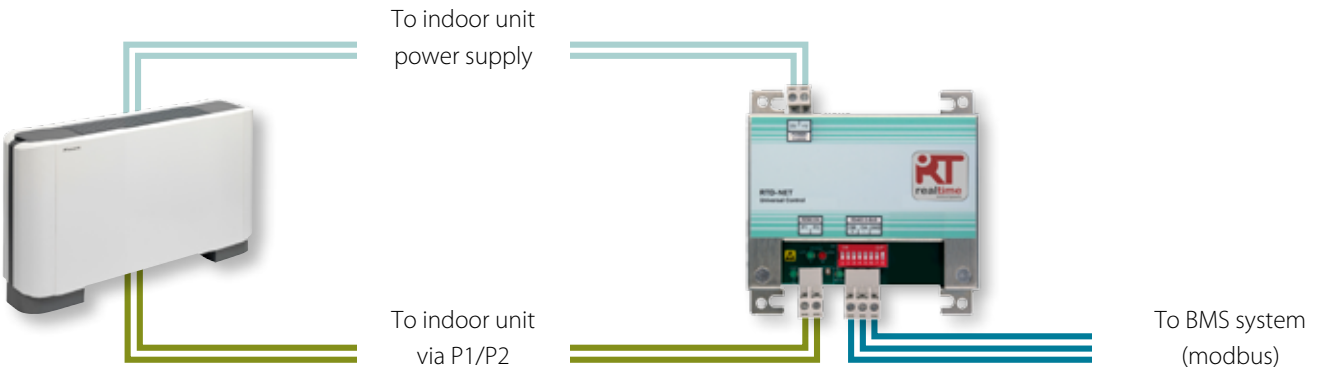 To indoor unit
power supply
RT
realtime
RTD-NET
Universal Control
To indoor unit
via P1/P2
To BMS system
(modbus)